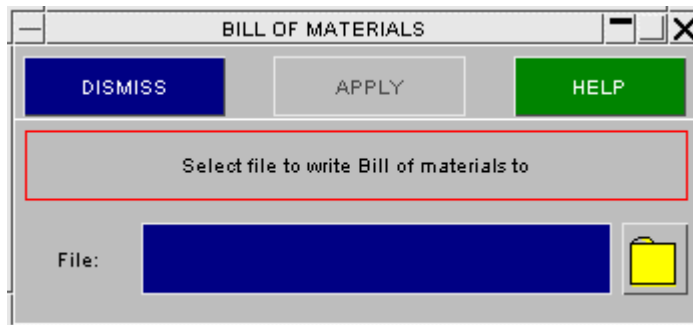 BILL OF MATERIALS
DISMISS
APPLY
HELP
Select file to write Bill of materials to
File: